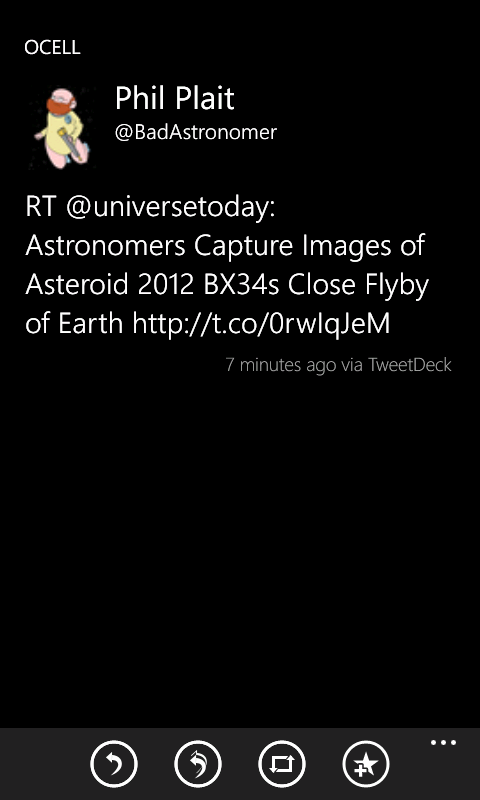 OCELL
Phil Plait
@BadAstronomer
RT @universetoday:
Astronomers Capture Images of
Asteroid 2012 BX34s Close Flyby
of Earth http://t.co/0rwIqJeM
7 minutes ago via TweetDeck